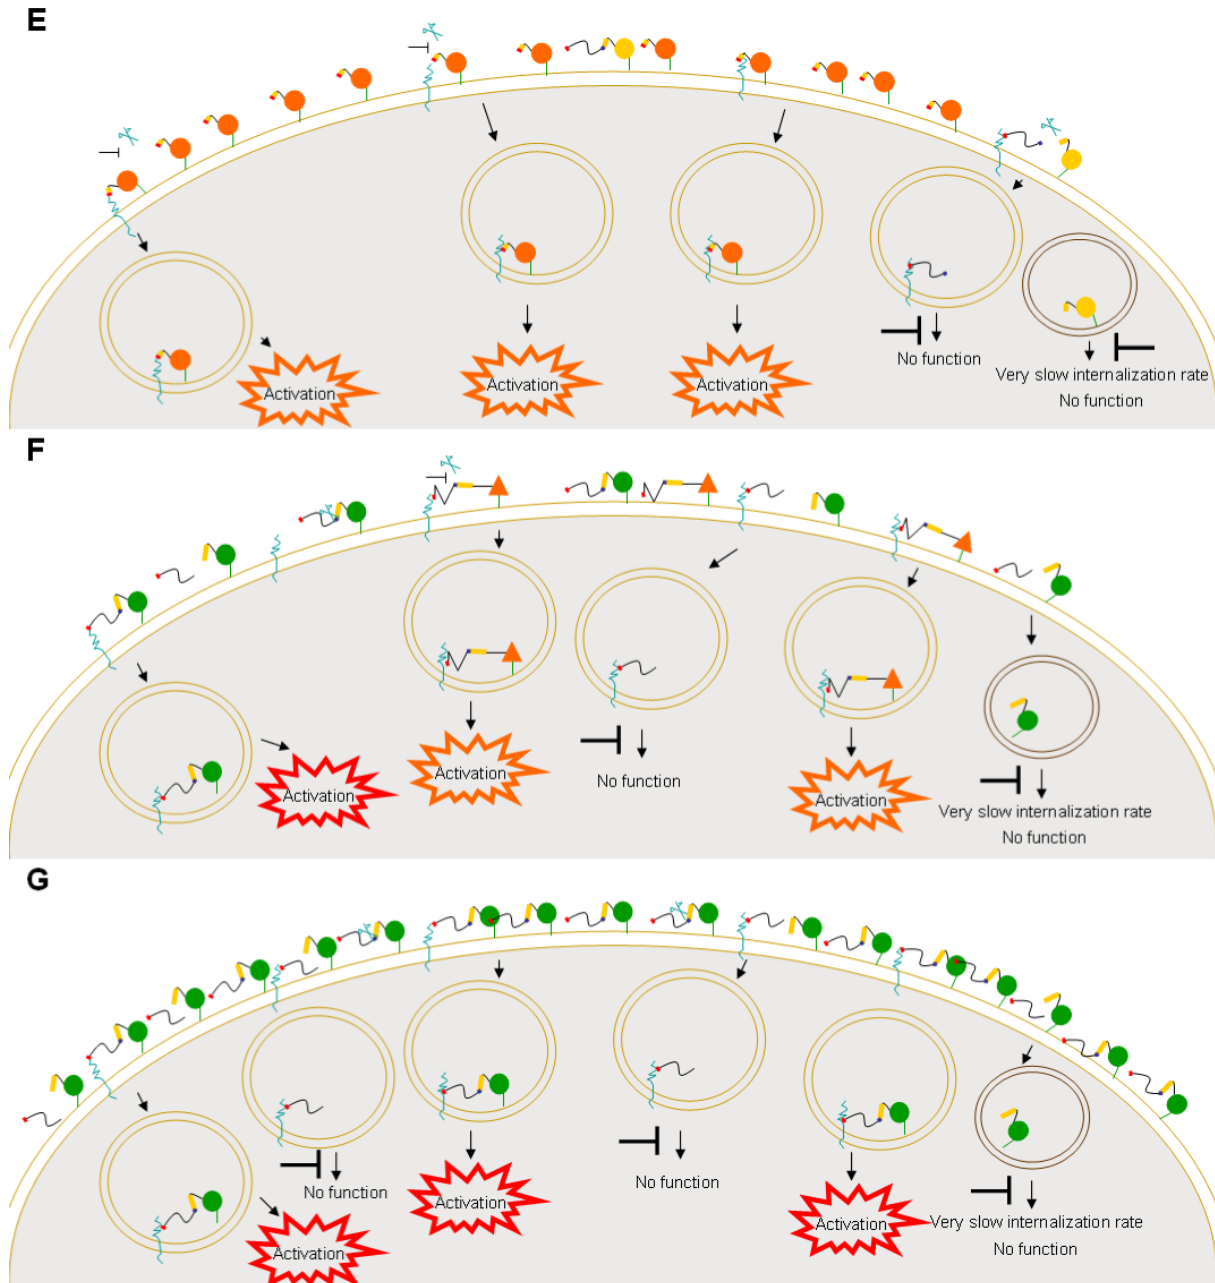 E
No function
Activation
Activation
Activation
Very slow internalization rate
No function
F
Activation
Activation
No function
Activation
Very slow internalization rate
No function
G
No function
Activation
No function
Activation
Activation
Very slow internalization rate
No function